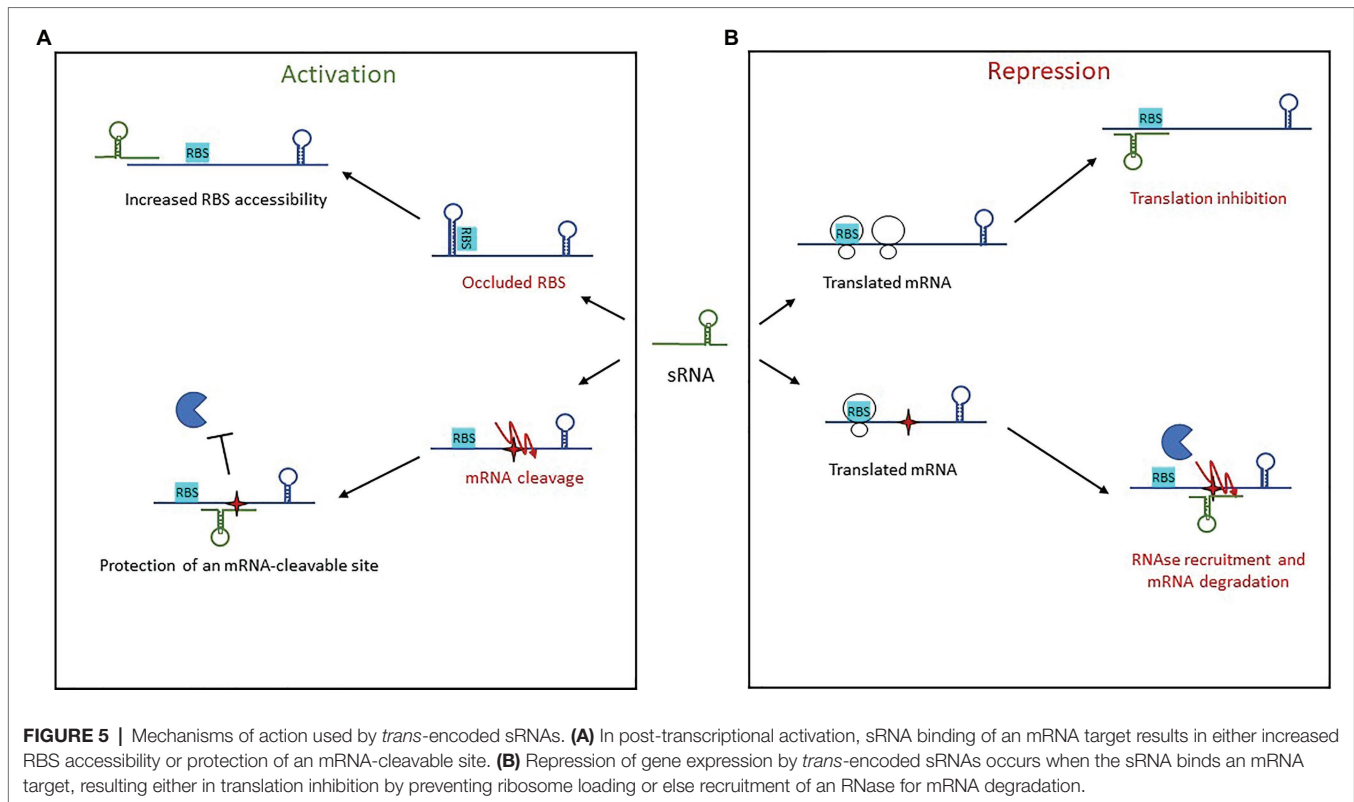 A
Activation
RBS
Increased RBS accessibility
RBS
Occluded RBS
RBS
mRNA cleavage
RBS
Protection of an mRNA-cleavable site
sRNA
B
Repression
RBS
Translation inhibition
RBS
Translated mRNA
RBS
Translated mRNA
RBS
RNAse recruitment and
mRNA degradation
FIGURE 5 | Mechanisms of action used by trans-encoded sRNAs. (A) In post-transcriptional activation, sRNA binding of an mRNA target results in either increased
RBS accessibility or protection of an mRNA-cleavable site. (B) Repression of gene expression by trans-encoded sRNAs occurs when the sRNA binds an mRNA
target, resulting either in translation inhibition by preventing ribosome loading or else recruitment of an RNase for mRNA degradation.